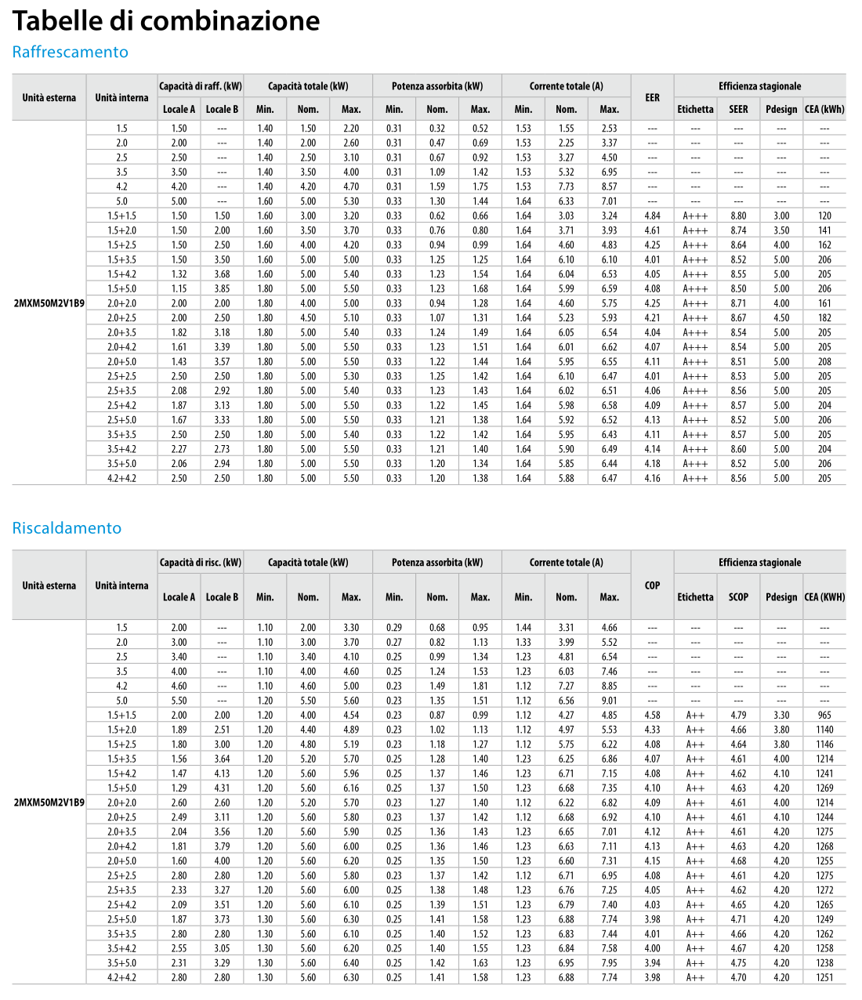 Tabelle di combinazione
Raffrescamento
Unità esterna Unità interna Capacità di raff. (kW) Capacità totale (kW) Potenza assorbita (kW) Corrente totale (A) EER Efficienza stagionale
Locale A Locale B Min. Nom. Max. Min. Nom. Max. Min. Nom. Max. Etichetta SEER Pdesign CEA (kWh)
1.5 1.50 --- 1.40 1.50 2.20 0.31 0.32 0.52 1.53 1.55 2.53 --- --- --- --- ---
2.0 2.00 --- 1.40 2.00 2.60 0.31 0.47 0.69 1.53 2.25 3.37 --- --- --- --- ---
2.5 2.50 --- 1.40 2.50 3.10 0.31 0.67 0.92 1.53 3.27 4.50 --- --- --- --- ---
3.5 3.50 --- 1.40 3.50 4.00 0.31 1.09 1.42 1.53 5.32 6.95 --- --- --- --- ---
4.2 4.20 --- 1.40 4.20 4.70 0.31 1.59 1.75 1.53 7.73 8.57 --- --- --- --- ---
5.0 5.00 --- 1.60 5.00 5.30 0.33 1.30 1.44 1.64 6.33 7.01 --- --- --- --- ---
1.5+1.5 1.50 1.50 1.60 3.00 3.20 0.33 0.62 0.66 1.64 3.03 3.24 4.84 A+++ 8.80 3.00 120
1.5+2.0 1.50 2.00 1.60 3.50 3.70 0.33 0.76 0.80 1.64 3.71 3.93 4.61 A+++ 8.74 3.50 141
1.5+2.5 1.50 2.50 1.60 4.00 4.20 0.33 0.94 0.99 1.64 4.60 4.83 4.25 A+++ 8.64 4.00 162
1.5+3.5 1.50 3.50 1.60 5.00 5.00 0.33 1.25 1.25 1.64 6.10 6.10 4.01 A+++ 8.52 5.00 206
1.5+4.2 1.32 3.68 1.60 5.00 5.40 0.33 1.23 1.54 1.64 6.04 6.53 4.05 A+++ 8.55 5.00 205
1.5+5.0 1.15 3.85 1.80 5.00 5.50 0.33 1.23 1.68 1.64 5.99 6.59 4.08 A+++ 8.50 5.00 206
2MXM50M2V1B9 2.0+2.0 2.00 2.00 1.80 4.00 5.00 0.33 0.94 1.28 1.64 4.60 5.75 4.25 A+++ 8.71 4.00 161
2.0+2.5 2.00 2.50 1.80 4.50 5.10 0.33 1.07 1.31 1.64 5.23 5.93 4.21 A+++ 8.67 4.50 182
2.0+3.5 1.82 3.18 1.80 5.00 5.40 0.33 1.24 1.49 1.64 6.05 6.54 4.04 A+++ 8.54 5.00 205
2.0+4.2 1.61 3.39 1.80 5.00 5.50 0.33 1.23 1.51 1.64 6.01 6.62 4.07 A+++ 8.54 5.00 205
2.0+5.0 1.43 3.57 1.80 5.00 5.50 0.33 1.22 1.44 1.64 5.95 6.55 4.11 A+++ 8.51 5.00 208
2.5+2.5 2.50 2.50 1.80 5.00 5.30 0.33 1.25 1.42 1.64 6.10 6.47 4.01 A+++ 8.53 5.00 205
2.5+3.5 2.08 2.92 1.80 5.00 5.40 0.33 1.23 1.43 1.64 6.02 6.51 4.06 A+++ 8.56 5.00 205
2.5+4.2 1.87 3.13 1.80 5.00 5.50 0.33 1.22 1.45 1.64 5.98 6.58 4.09 A+++ 8.57 5.00 204
2.5+5.0 1.67 3.33 1.80 5.00 5.50 0.33 1.21 1.38 1.64 5.92 6.52 4.13 A+++ 8.52 5.00 206
3.5+3.5 2.50 2.50 1.80 5.00 5.40 0.33 1.22 1.42 1.64 5.95 6.43 4.11 A+++ 8.57 5.00 205
3.5+4.2 2.27 2.73 1.80 5.00 5.50 0.33 1.21 1.40 1.64 5.90 6.49 4.14 A+++ 8.60 5.00 204
3.5+5.0 2.06 2.94 1.80 5.00 5.50 0.33 1.20 1.34 1.64 5.85 6.44 4.18 A+++ 8.52 5.00 206
4.2+4.2 2.50 2.50 1.80 5.00 5.50 0.33 1.20 1.38 1.64 5.88 6.47 4.16 A+++ 8.56 5.00 205
Riscaldamento
Unità esterna Unità interna Capacità di risc. (kW) Capacità totale (kW) Potenza assorbita (kW) Corrente totale (A) COP Efficienza stagionale
Locale A Locale B Min. Nom. Max. Min. Nom. Max. Min. Nom. Max. Etichetta SCOP Pdesign CEA (KWH)
1.5 2.00 --- 1.10 2.00 3.30 0.29 0.68 0.95 1.44 3.31 4.66 --- --- --- --- ---
2.0 3.00 --- 1.10 3.00 3.70 0.27 0.82 1.13 1.33 3.99 5.52 --- --- --- --- ---
2.5 3.40 --- 1.10 3.40 4.10 0.25 0.99 1.34 1.23 4.81 6.54 --- --- --- --- ---
3.5 4.00 --- 1.10 4.00 4.60 0.25 1.24 1.53 1.23 6.03 7.46 --- --- --- --- ---
4.2 4.60 --- 1.10 4.60 5.00 0.23 1.49 1.81 1.12 7.27 8.85 --- --- --- --- ---
5.0 5.50 --- 1.20 5.50 5.60 0.23 1.35 1.51 1.12 6.56 9.01 --- --- --- --- ---
1.5+1.5 2.00 2.00 1.20 4.00 4.54 0.23 0.87 0.99 1.12 4.27 4.85 4.58 A++ 4.79 3.30 965
1.5+2.0 1.89 2.51 1.20 4.40 4.89 0.23 1.02 1.13 1.12 4.97 5.53 4.33 A++ 4.66 3.80 1140
1.5+2.5 1.80 3.00 1.20 4.80 5.19 0.23 1.18 1.27 1.12 5.75 6.22 4.08 A++ 4.64 3.80 1146
1.5+3.5 1.56 3.64 1.20 5.20 5.70 0.25 1.28 1.40 1.23 6.25 6.86 4.07 A++ 4.61 4.00 1214
1.5+4.2 1.47 4.13 1.20 5.60 5.96 0.25 1.37 1.46 1.23 6.71 7.15 4.08 A++ 4.62 4.10 1241
1.5+5.0 1.29 4.31 1.20 5.60 6.16 0.25 1.37 1.50 1.23 6.68 7.35 4.10 A++ 4.63 4.20 1269
2MXM50M2V1B9 2.0+2.0 2.60 2.60 1.20 5.20 5.70 0.23 1.27 1.40 1.12 6.22 6.82 4.09 A++ 4.61 4.00 1214
2.0+2.5 2.49 3.11 1.20 5.60 5.80 0.23 1.37 1.42 1.12 6.68 6.92 4.10 A++ 4.61 4.10 1244
2.0+3.5 2.04 3.56 1.20 5.60 5.90 0.25 1.36 1.43 1.23 6.65 7.01 4.12 A++ 4.61 4.20 1275
2.0+4.2 1.81 3.79 1.20 5.60 6.00 0.25 1.36 1.46 1.23 6.63 7.11 4.13 A++ 4.63 4.20 1268
2.0+5.0 1.60 4.00 1.20 5.60 6.20 0.25 1.35 1.50 1.23 6.60 7.31 4.15 A++ 4.68 4.20 1255
2.5+2.5 2.80 2.80 1.20 5.60 5.80 0.23 1.37 1.42 1.12 6.71 6.95 4.08 A++ 4.61 4.20 1275
2.5+3.5 2.33 3.27 1.20 5.60 6.00 0.25 1.38 1.48 1.23 6.76 7.25 4.05 A++ 4.62 4.20 1272
2.5+4.2 2.09 3.51 1.20 5.60 6.10 0.25 1.39 1.51 1.23 6.79 7.40 4.03 A++ 4.65 4.20 1265
2.5+5.0 1.87 3.73 1.30 5.60 6.30 0.25 1.41 1.58 1.23 6.88 7.74 3.98 A++ 4.71 4.20 1249
3.5+3.5 2.80 2.80 1.30 5.60 6.10 0.25 1.40 1.52 1.23 6.83 7.44 4.01 A++ 4.66 4.20 1262
3.5+4.2 2.55 3.05 1.30 5.60 6.20 0.25 1.40 1.55 1.23 6.84 7.58 4.00 A++ 4.67 4.20 1258
3.5+5.0 2.31 3.29 1.30 5.60 6.40 0.25 1.42 1.63 1.23 6.95 7.95 3.94 A++ 4.75 4.20 1238
4.2+4.2 2.80 2.80 1.30 5.60 6.30 0.25 1.41 1.58 1.23 6.88 7.74 3.98 A++ 4.70 4.20 1251